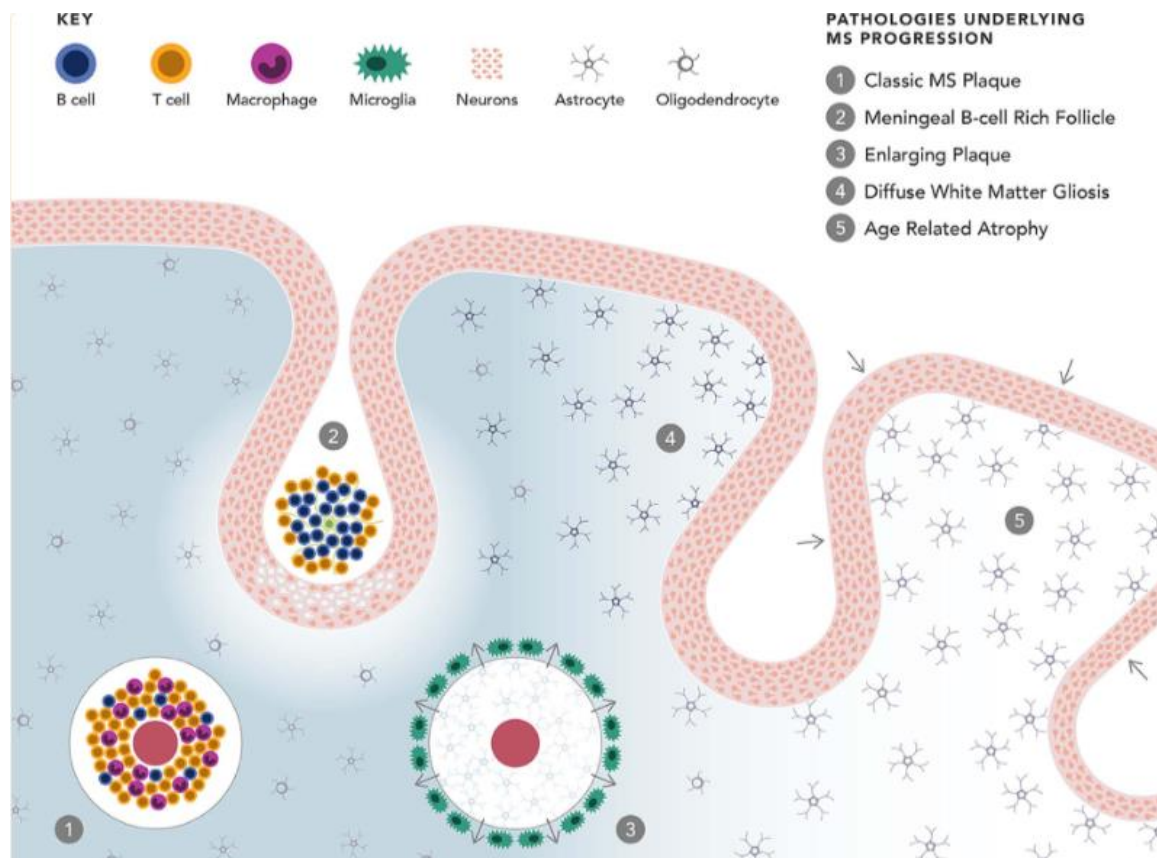 KEY
B cell
T cell
Macrophage
Microglia
Neurons
Astrocyte
Oligodendrocyte
PATHOLOGIES UNDERLYING
MS PROGRESSION
1 Classic MS Plaque
2 Meningeal B-cell Rich Follicle
3 Enlarging Plaque
4 Diffuse White Matter Gliosis
5 Age Related Atrophy
2
4
5
1
3